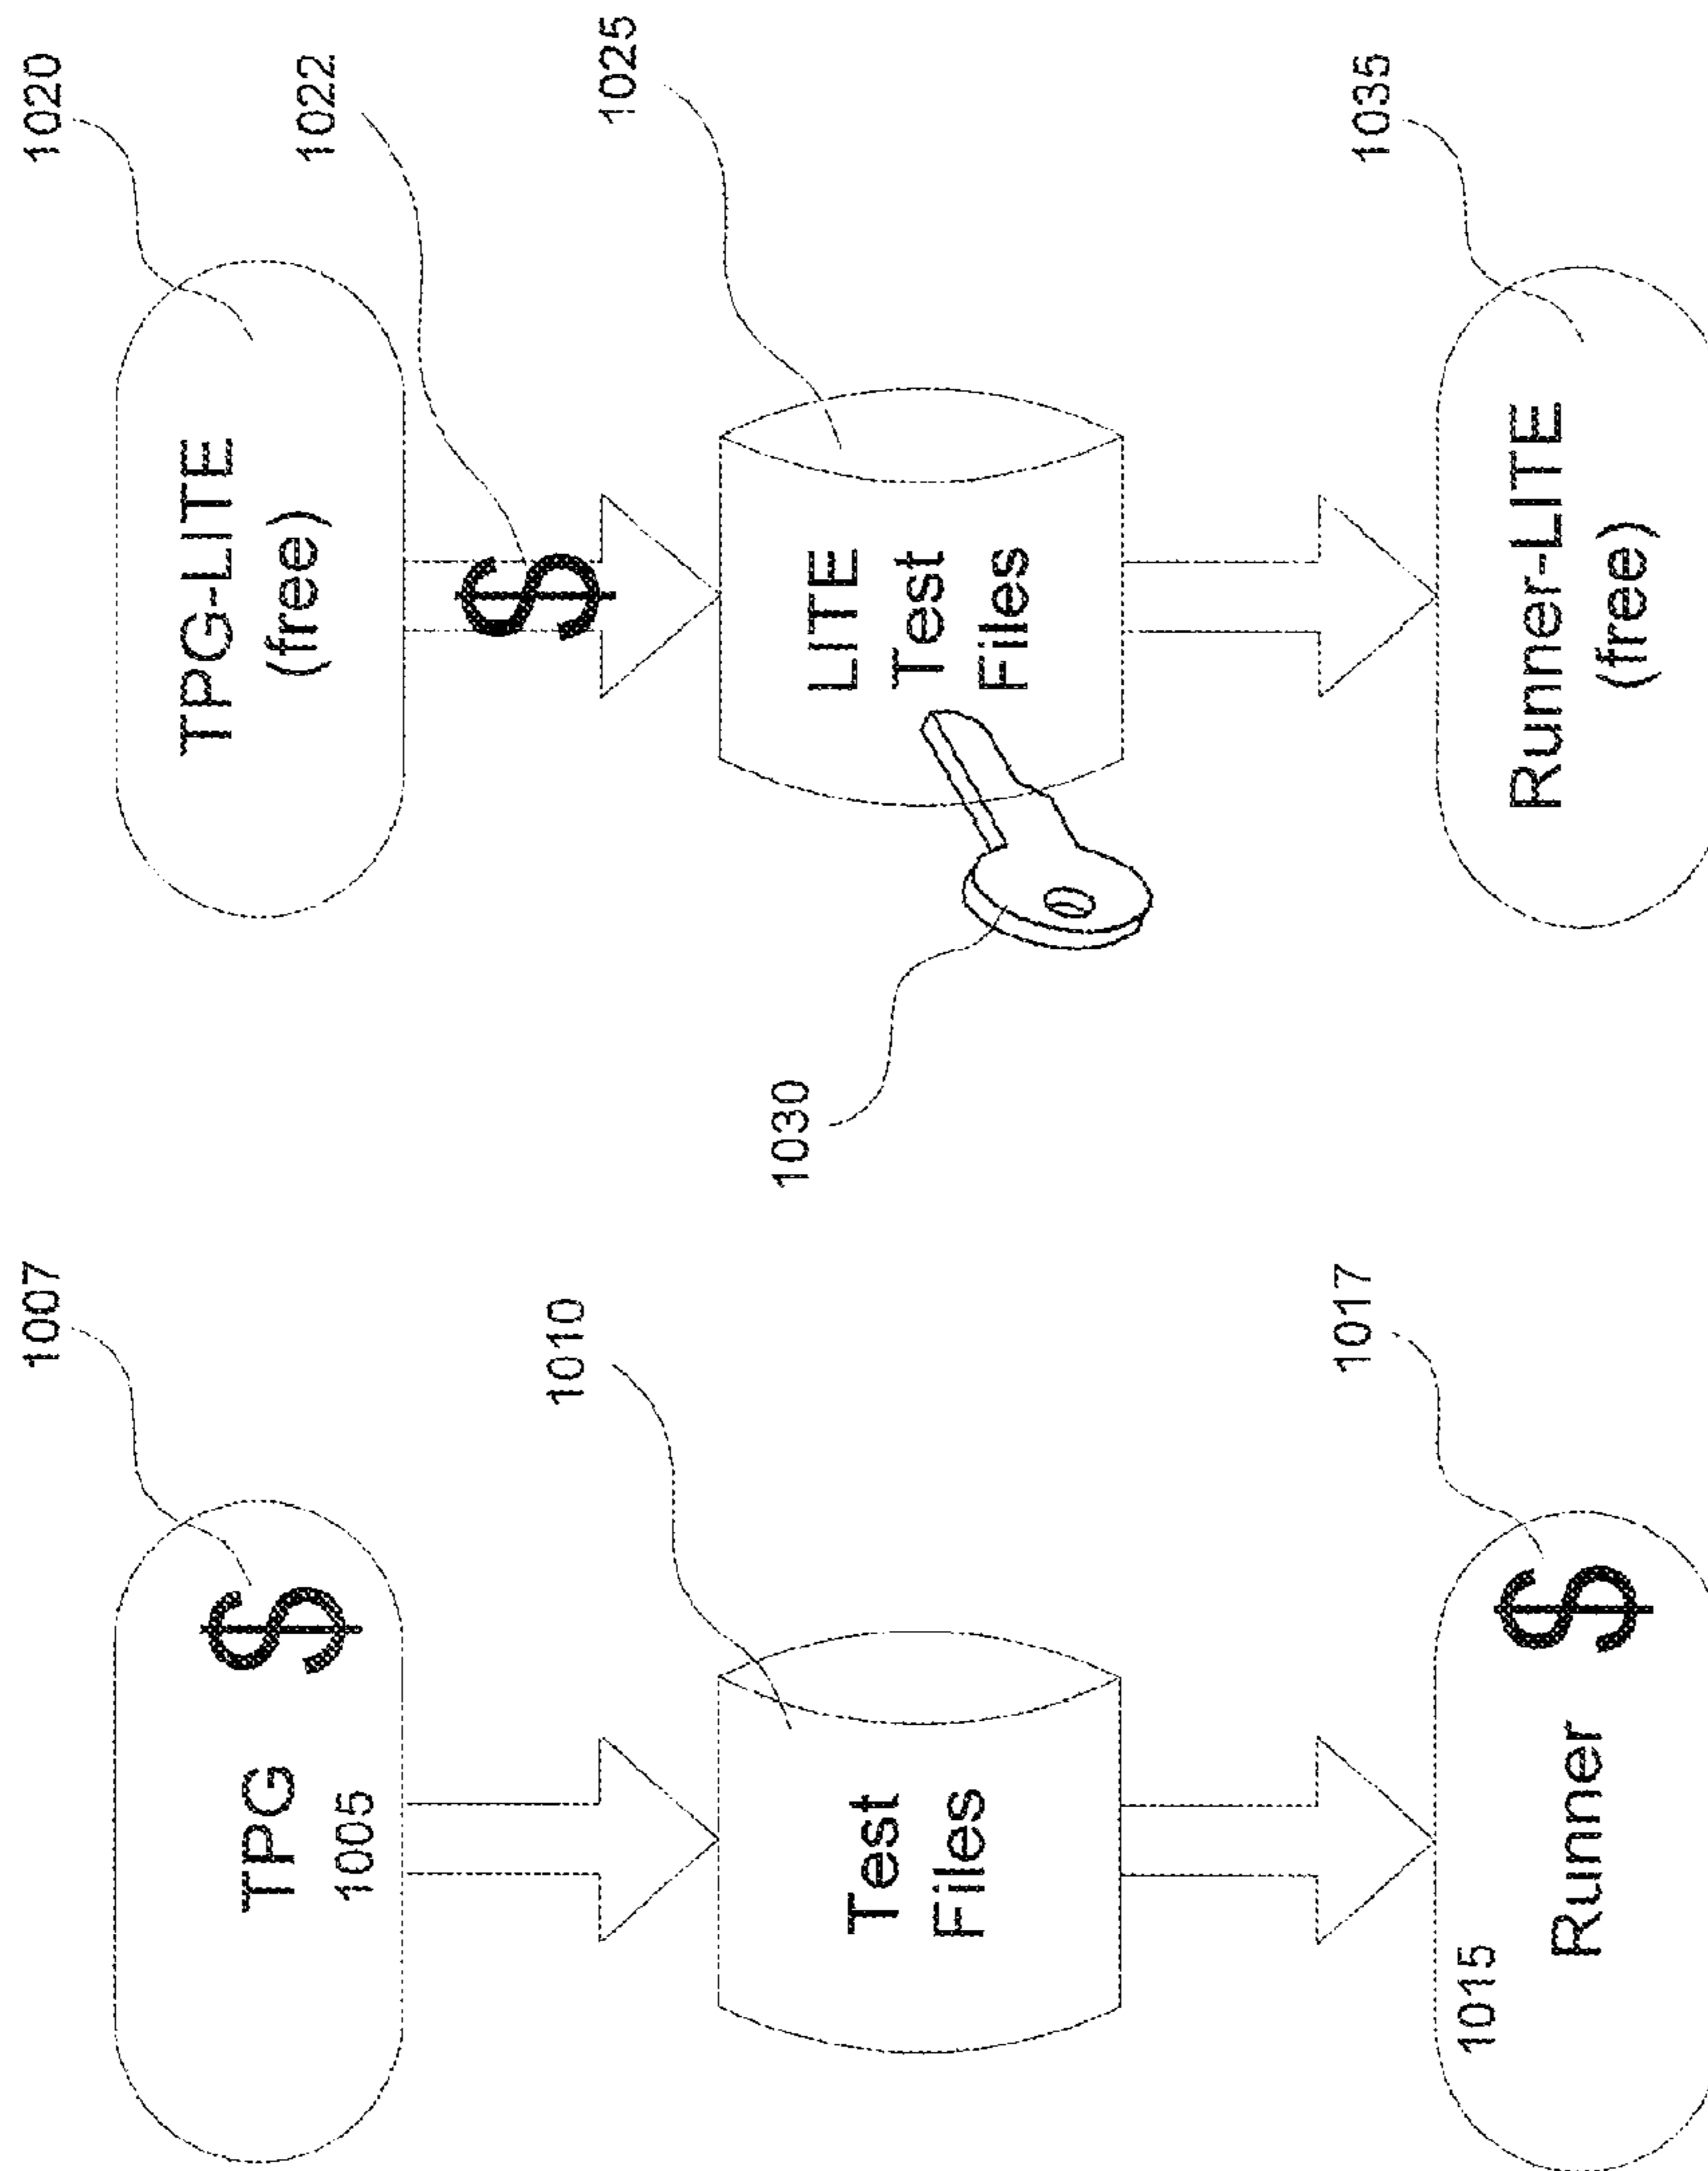 1007
TPG $
1005
1010
Test
Files
1017
1015
Runner $
1020
TPG-LITE
(free)
1022
$
1025
LITE
Test
Files
1030
1035
Runner-LITE
(free)